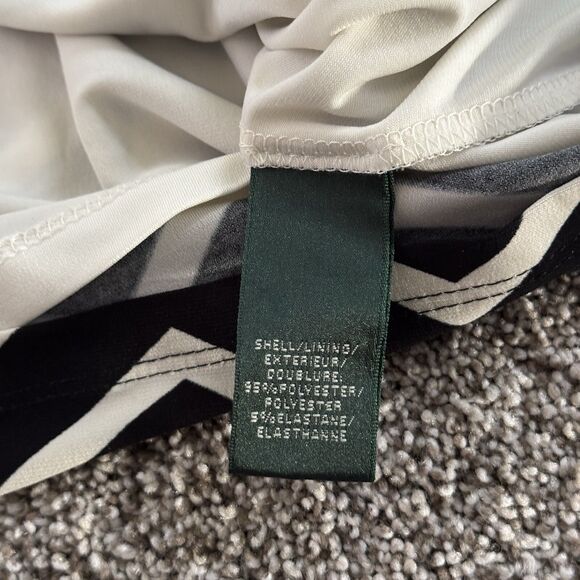 SHELL/LINING/
EXTERIEUR/
DOUBLURE:
95%POLYESTER/
POLYESTER
5%ELASTANE/
ELASTHANNE